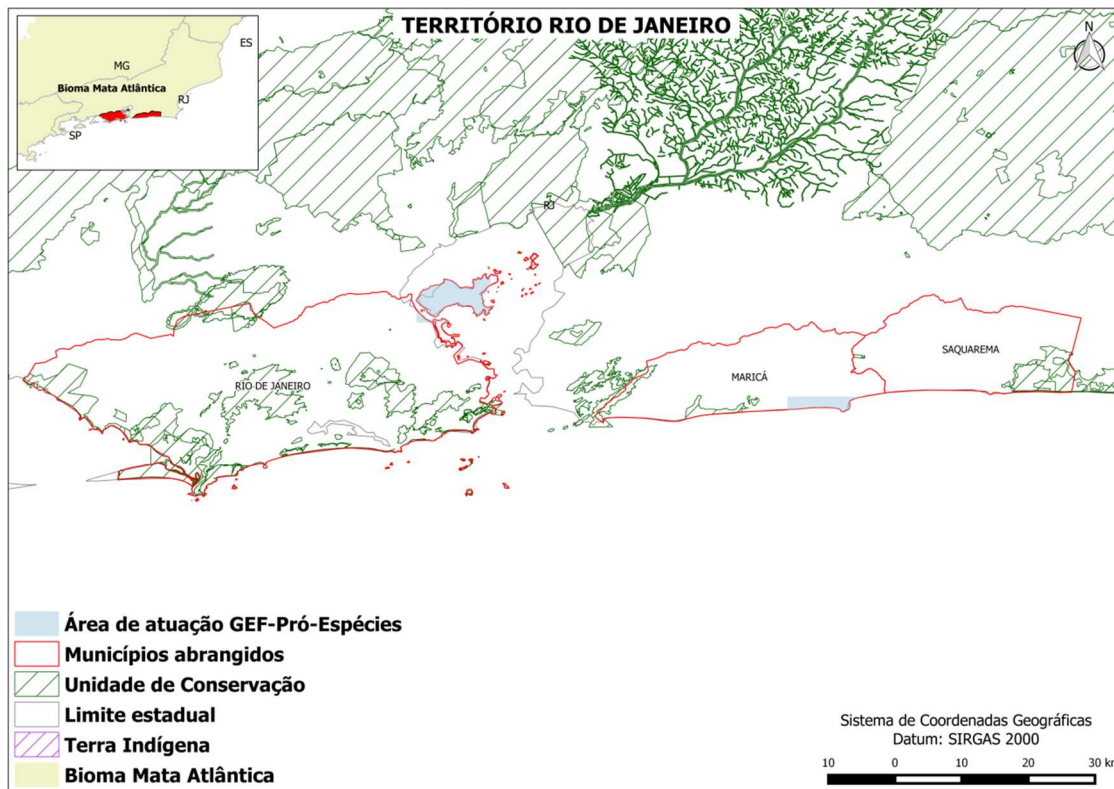 TERRITÓRIO RIO DE JANEIRO
N
ES
MG
Bioma Mata Atlântica
RJ
SP
RJ
SAQUAREMA
MARICÁ
RIO DE JANEIRO
Área de atuação GEF-Pró-Espécies
Municípios abrangidos
Unidade de Conservação
Limite estadual
Terra Indígena
Bioma Mata Atlântica
Sistema de Coordenadas Geográficas
Datum: SIRGAS 2000
10 0 10 20 30 km